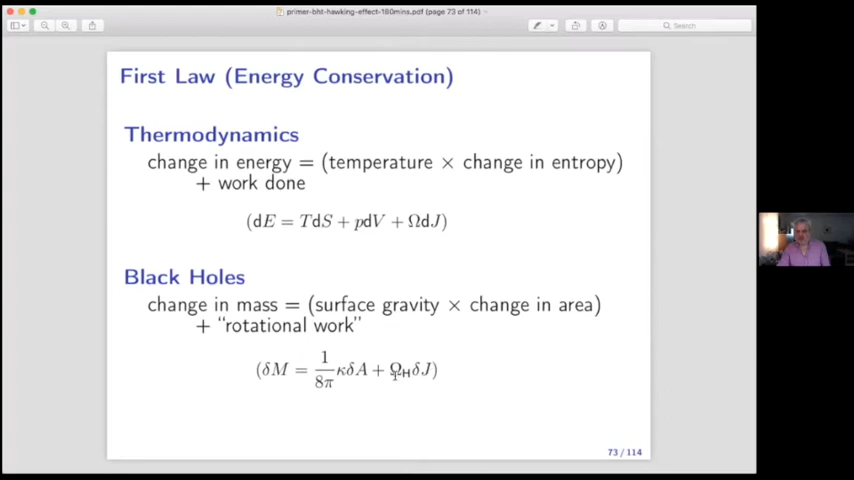 primer-bht-hawking-effect-180mins.pdf (page 73 of 114)
Search
First Law (Energy Conservation)
Thermodynamics
change in energy = (temperature × change in entropy)
+ work done
(dE = TdS + pdV + ΩdJ)
Black Holes
change in mass = (surface gravity × change in area)
+ “rotational work”
(δM = \frac{1}{8π} κδA + Ω_H δJ)
73 / 114